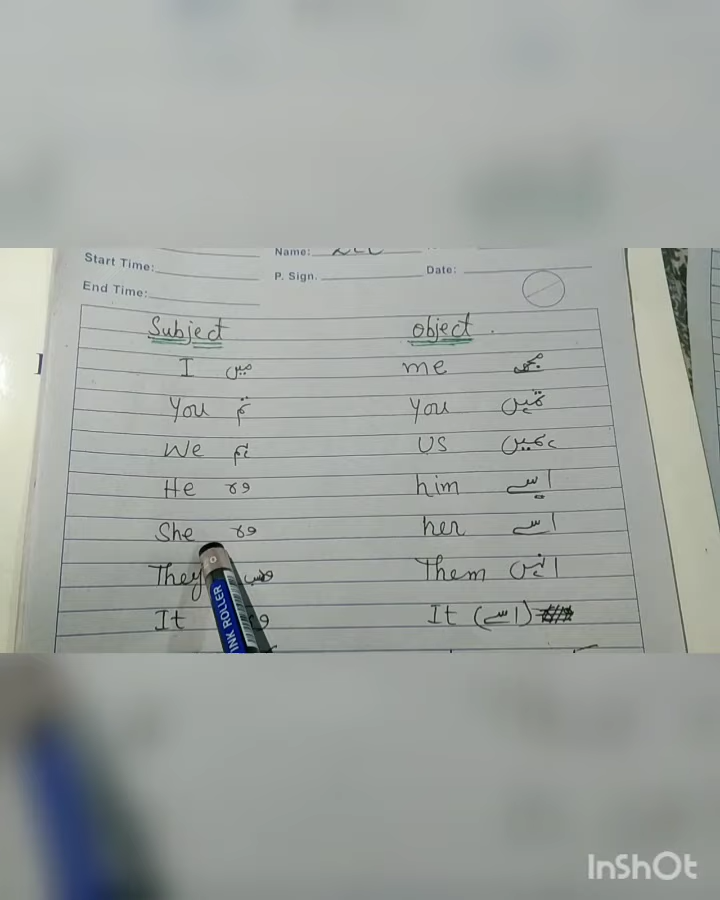 Name:
Start Time:
P. Sign.
Date:
End Time:
Subject object.
I میں me مجھے
You تم You تمہیں
We ہم US ہمیں
He وہ him اسے
She وہ her اسے
They Them انہیں
It وہ It (اسے)
INK ROLLER
InShOt